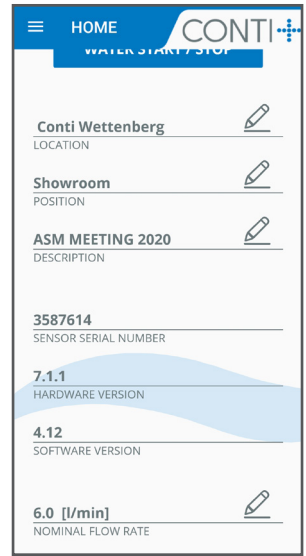 HOME
CONTI+
WATER START / STOP
Conti Wettenberg
LOCATION
Showroom
POSITION
ASM MEETING 2020
DESCRIPTION
3587614
SENSOR SERIAL NUMBER
7.1.1
HARDWARE VERSION
4.12
SOFTWARE VERSION
6.0 [l/min]
NOMINAL FLOW RATE